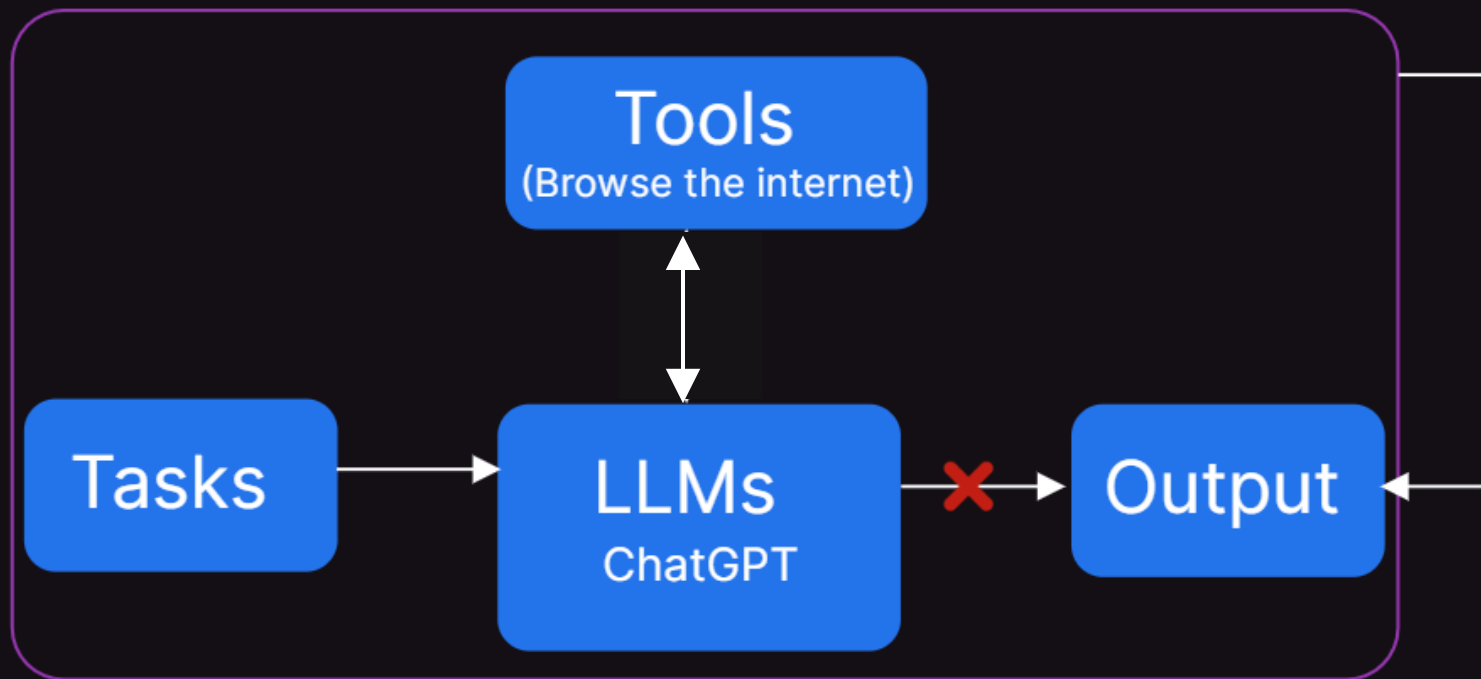 Tools
(Browse the internet)
Tasks
LLMs
ChatGPT
Output